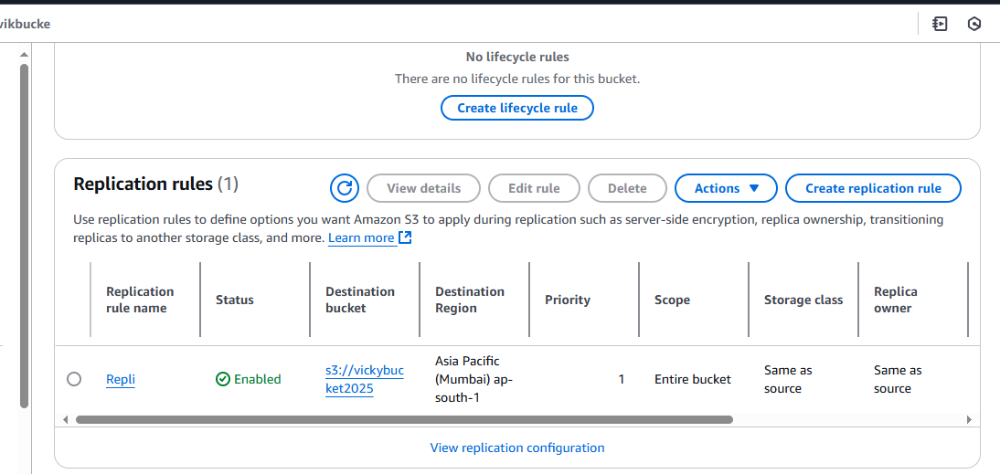 vikbucke
No lifecycle rules
There are no lifecycle rules for this bucket.
Create lifecycle rule
Replication rules (1)
View details
Edit rule
Delete
Actions
Create replication rule
Use replication rules to define options you want Amazon S3 to apply during replication such as server-side encryption, replica ownership, transitioning
replicas to another storage class, and more. Learn more
Replication
rule name
Status
Destination
bucket
Destination
Region
Priority
Scope
Storage class
Replica
owner
Repli
Enabled
s3://vickybuc
ket2025
Asia Pacific
(Mumbai) ap-
south-1
1
Entire bucket
Same as
source
Same as
source
View replication configuration